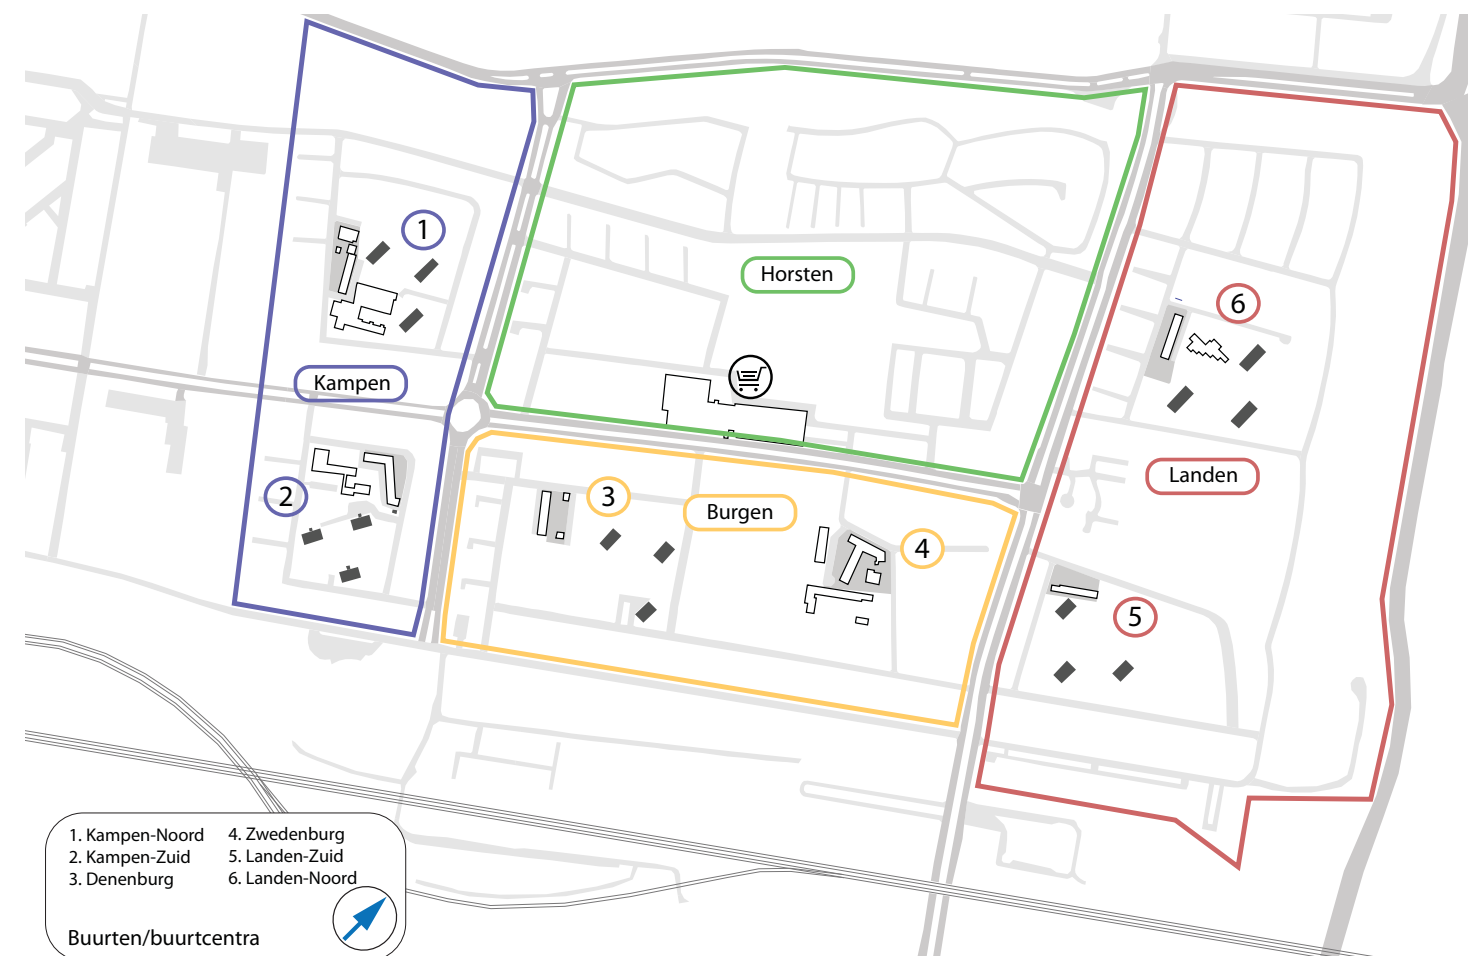 1
Horsten
6
Kampen
Landen
2
3
Burgen
4
5
1. Kampen-Noord
2. Kampen-Zuid
3. Denenburg
4. Zwedenburg
5. Landen-Zuid
6. Landen-Noord
Buurten/buurtcentra